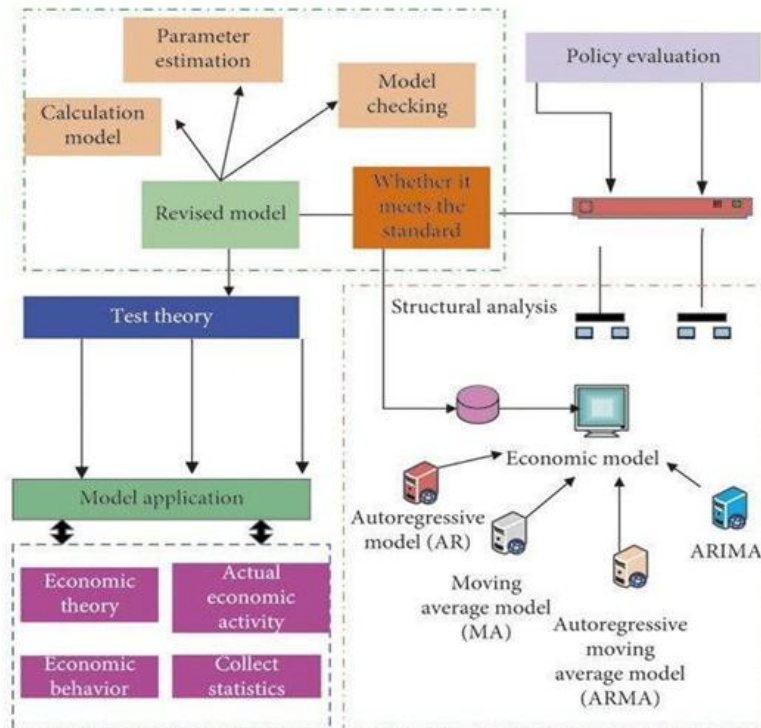 Parameter
estimation
Policy evaluation
Model
checking
Calculation
model
Revised model
Whether it
meets the
standard
Test theory
Structural analysis
Economic model
Model application
Autoregressive
model (AR)
ARIMA
Moving
average model
(MA)
Autoregressive
moving
average model
(ARMA)
Economic
theory
Actual
economic
activity
Economic
behavior
Collect
statistics